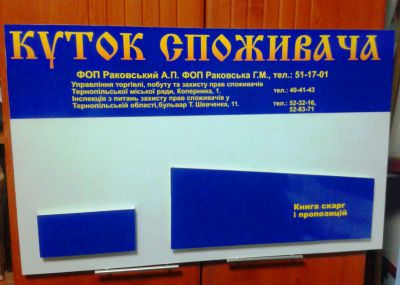 КУТОК СПОЖИВАЧА
ФОП Раковський А.П. ФОП Раковська Г.М., тел.: 51-17-01
Управління торгівлі, побуту та захисту прав споживачів
Тернопільської міської ради, Коперника, 1. тел.: 40-41-43
Інспекція з питань захисту прав споживачів у
Тернопільській області,бульвар Т. Шевченка, 11. тел.: 52-32-16,
52-83-71
Книга скарг
і пропозицій